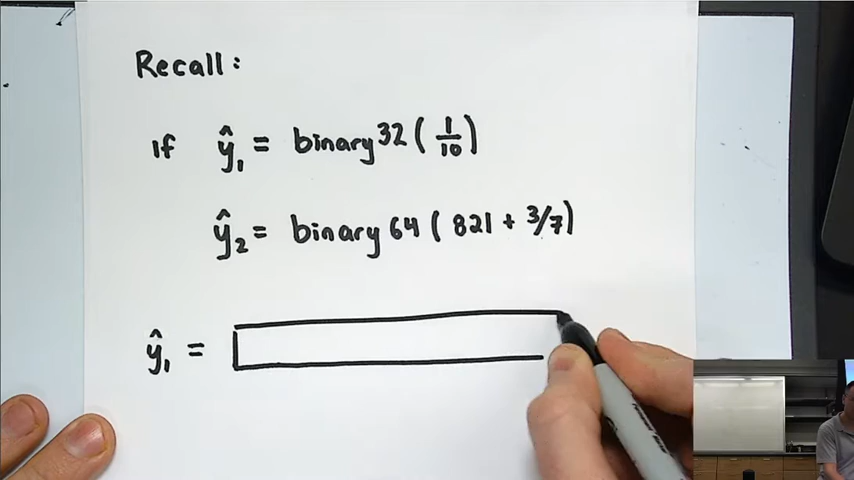 Recall:
If ŷ₁ = binary32(1/10)
ŷ₂ = binary64(821 + 3/7)
ŷ₁ =